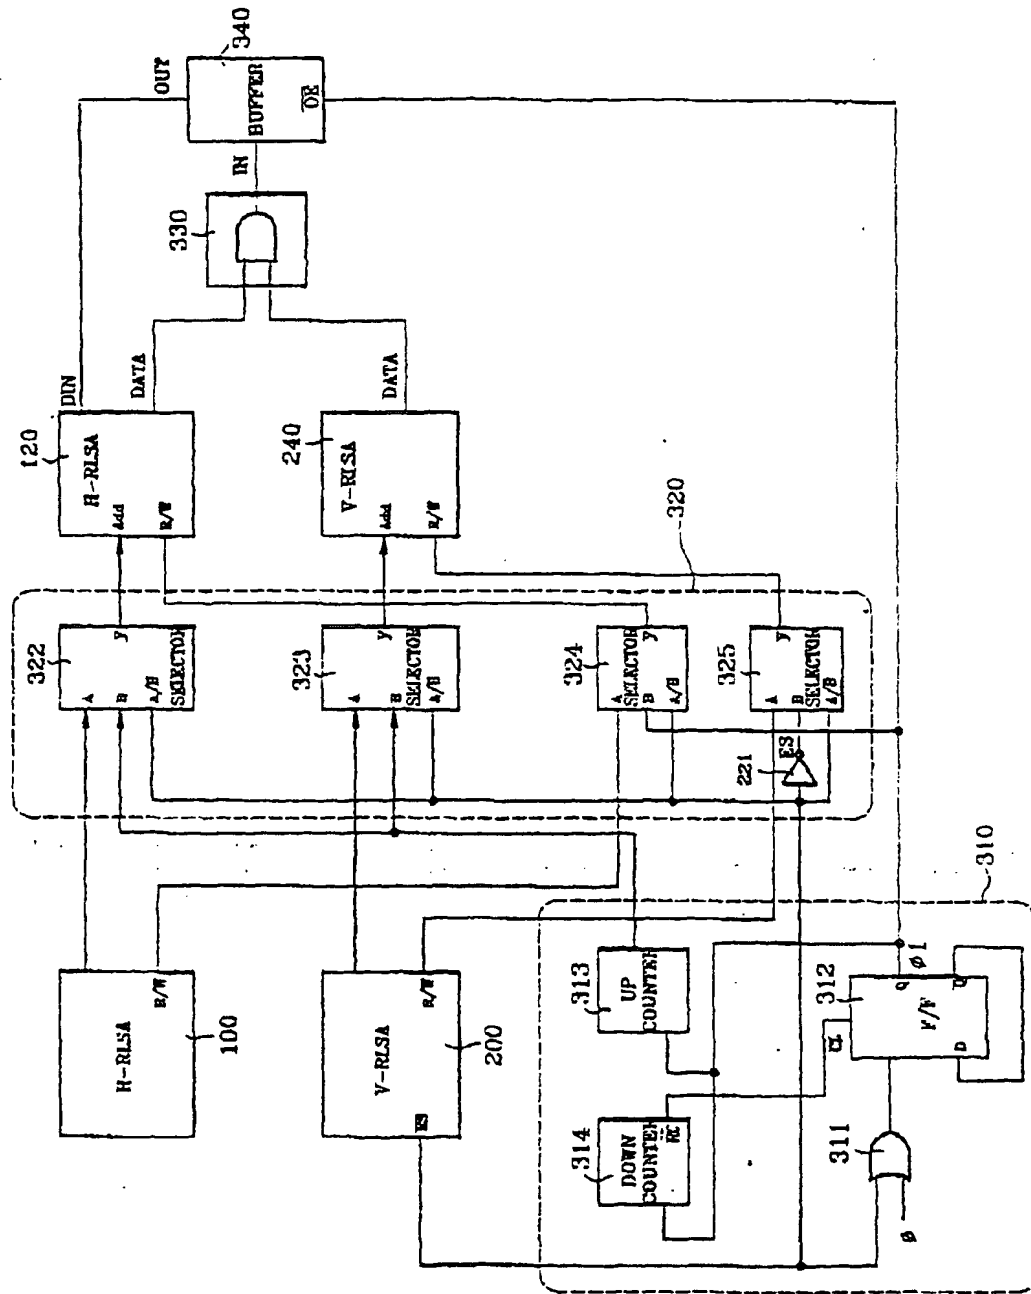 H-RLSA
R/W
100
V-RLSA
R/W
ES
200
314
DOWN
COUNTER
RC
313
UP
COUNTER
311
ø
312
F/F
CL
Q
D
ø1
310
322
A
B
A/B
y
SELECTOR
323
A
B
A/B
y
SELECTOR
324
A
B
A/B
y
SELECTOR
325
A
B
A/B
y
SELECTOR
221
ES
320
120
H-RLSA
Add
R/W
DIN
DATA
240
V-RLSA
Add
R/W
DATA
330
IN
BUFFER
OUT
OE
340